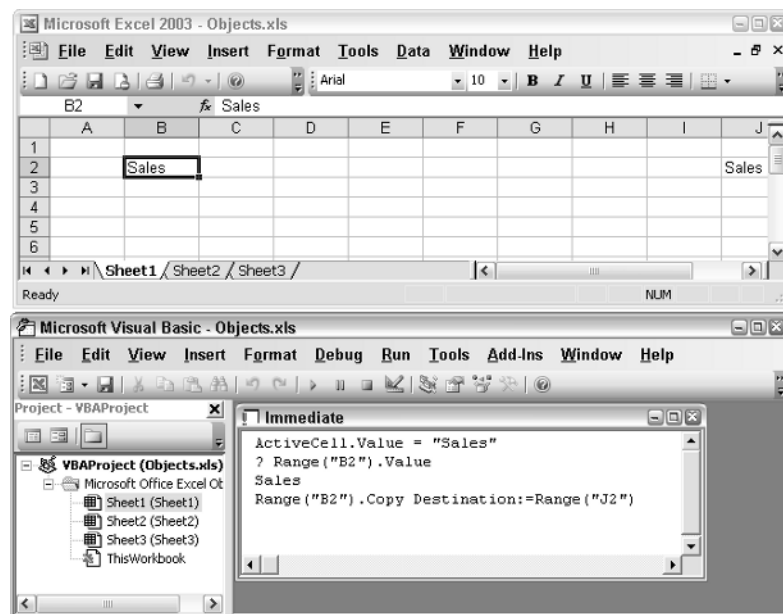 Microsoft Excel 2003 - Objects.xls
File Edit View Insert Format Tools Data Window Help
Arial 10 B I U
B2 fx Sales
A B C D E F G H I J
1
2 Sales Sales
3
4
5
6
Sheet1 / Sheet2 / Sheet3 /
Ready NUM
Microsoft Visual Basic - Objects.xls
File Edit View Insert Format Debug Run Tools Add-Ins Window Help
Project - VBAProject
VBAProject (Objects.xls)
Microsoft Office Excel Ob
Sheet1 (Sheet1)
Sheet2 (Sheet2)
Sheet3 (Sheet3)
ThisWorkbook
Immediate
ActiveCell.Value = "Sales"
? Range("B2").Value
Sales
Range("B2").Copy Destination:=Range("J2")